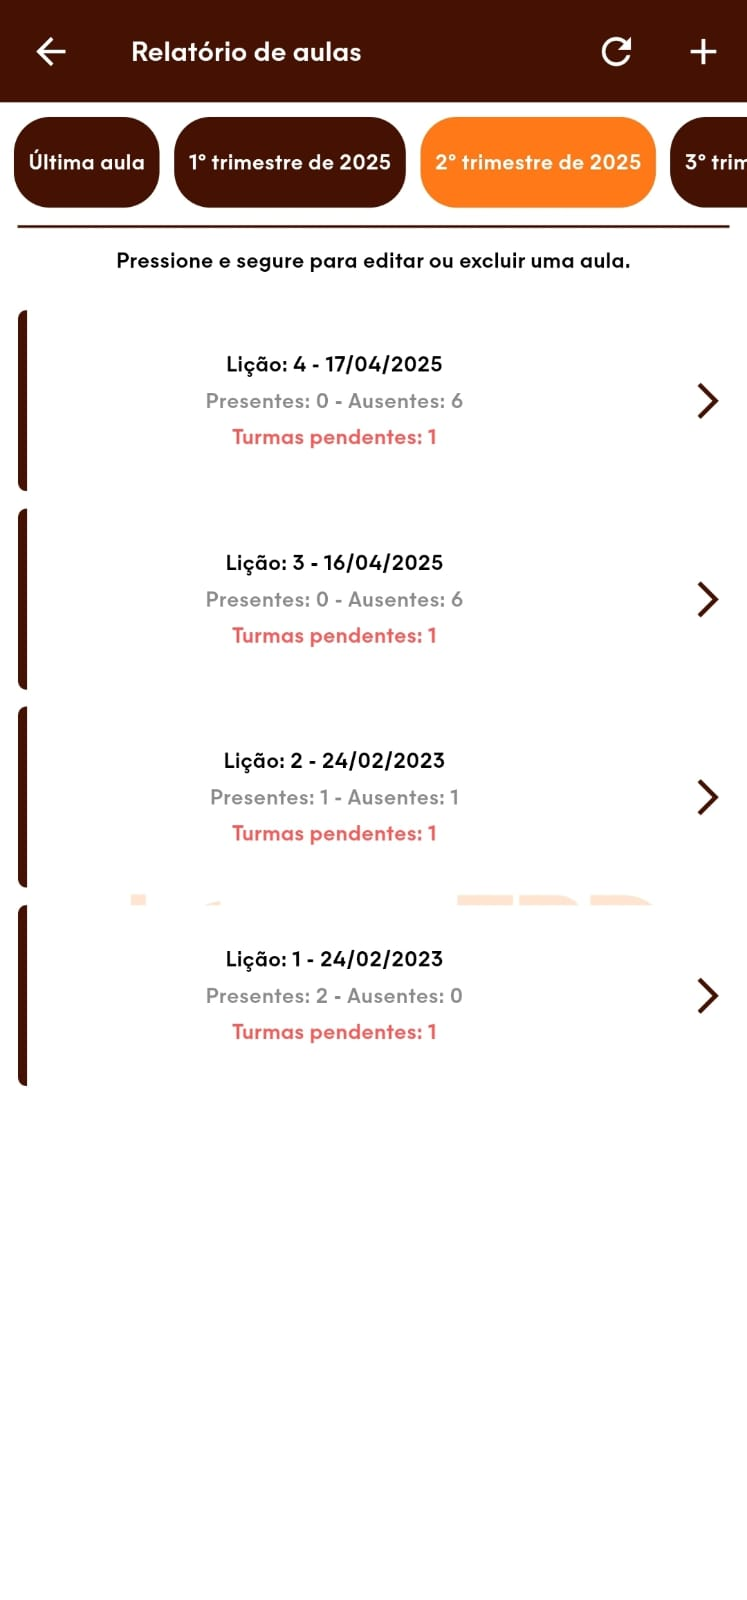 Relatório de aulas
Última aula
1º trimestre de 2025
2º trimestre de 2025
3º trim
Pressione e segure para editar ou excluir uma aula.
Lição: 4 - 17/04/2025
Presentes: 0 - Ausentes: 6
Turmas pendentes: 1
Lição: 3 - 16/04/2025
Presentes: 0 - Ausentes: 6
Turmas pendentes: 1
Lição: 2 - 24/02/2023
Presentes: 1 - Ausentes: 1
Turmas pendentes: 1
Lição: 1 - 24/02/2023
Presentes: 2 - Ausentes: 0
Turmas pendentes: 1